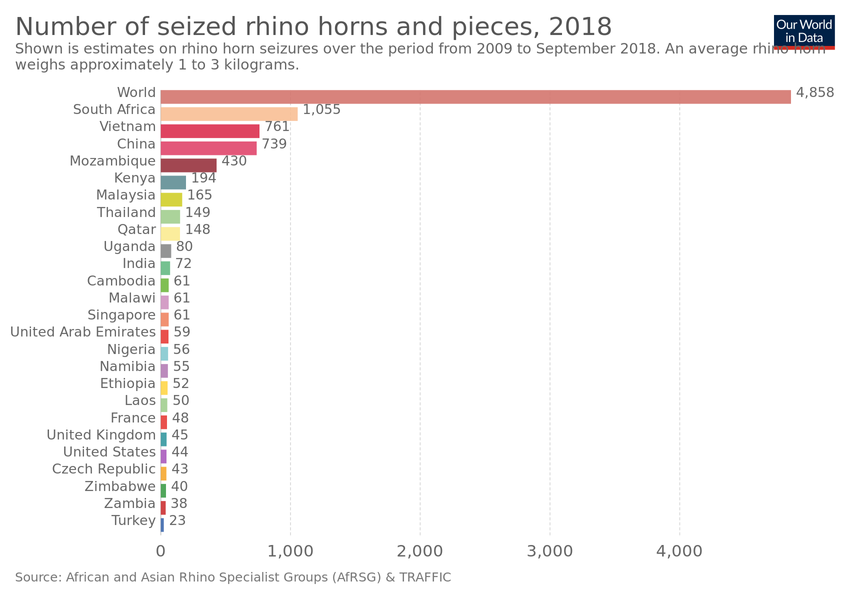 Number of seized rhino horns and pieces, 2018
Our World
in Data
Shown is estimates on rhino horn seizures over the period from 2009 to September 2018. An average rhino horn
weighs approximately 1 to 3 kilograms.
World 4,858
South Africa 1,055
Vietnam 761
China 739
Mozambique 430
Kenya 194
Malaysia 165
Thailand 149
Qatar 148
Uganda 80
India 72
Cambodia 61
Malawi 61
Singapore 61
United Arab Emirates 59
Nigeria 56
Namibia 55
Ethiopia 52
Laos 50
France 48
United Kingdom 45
United States 44
Czech Republic 43
Zimbabwe 40
Zambia 38
Turkey 23
0 1,000 2,000 3,000 4,000
Source: African and Asian Rhino Specialist Groups (AfRSG) & TRAFFIC